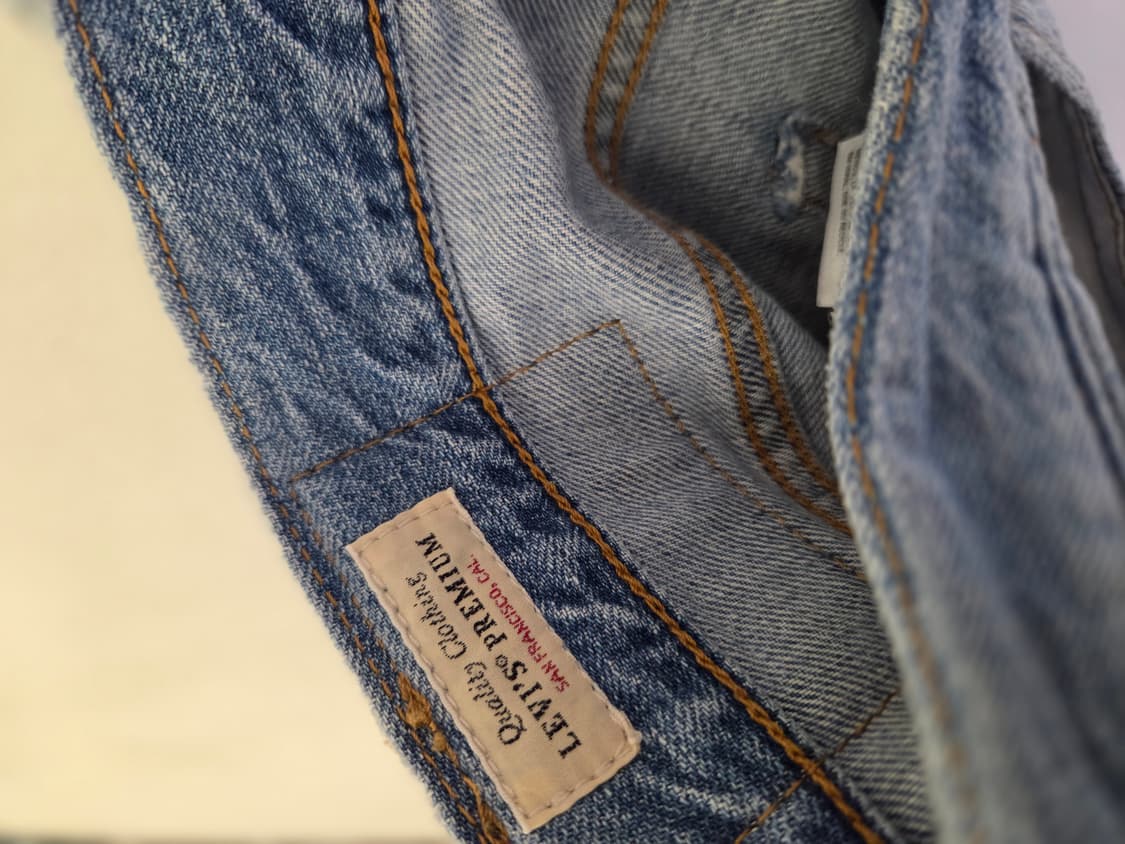 Quality Clothing
LEVI'S® PREMIUM
SAN FRANCISCO, CAL.